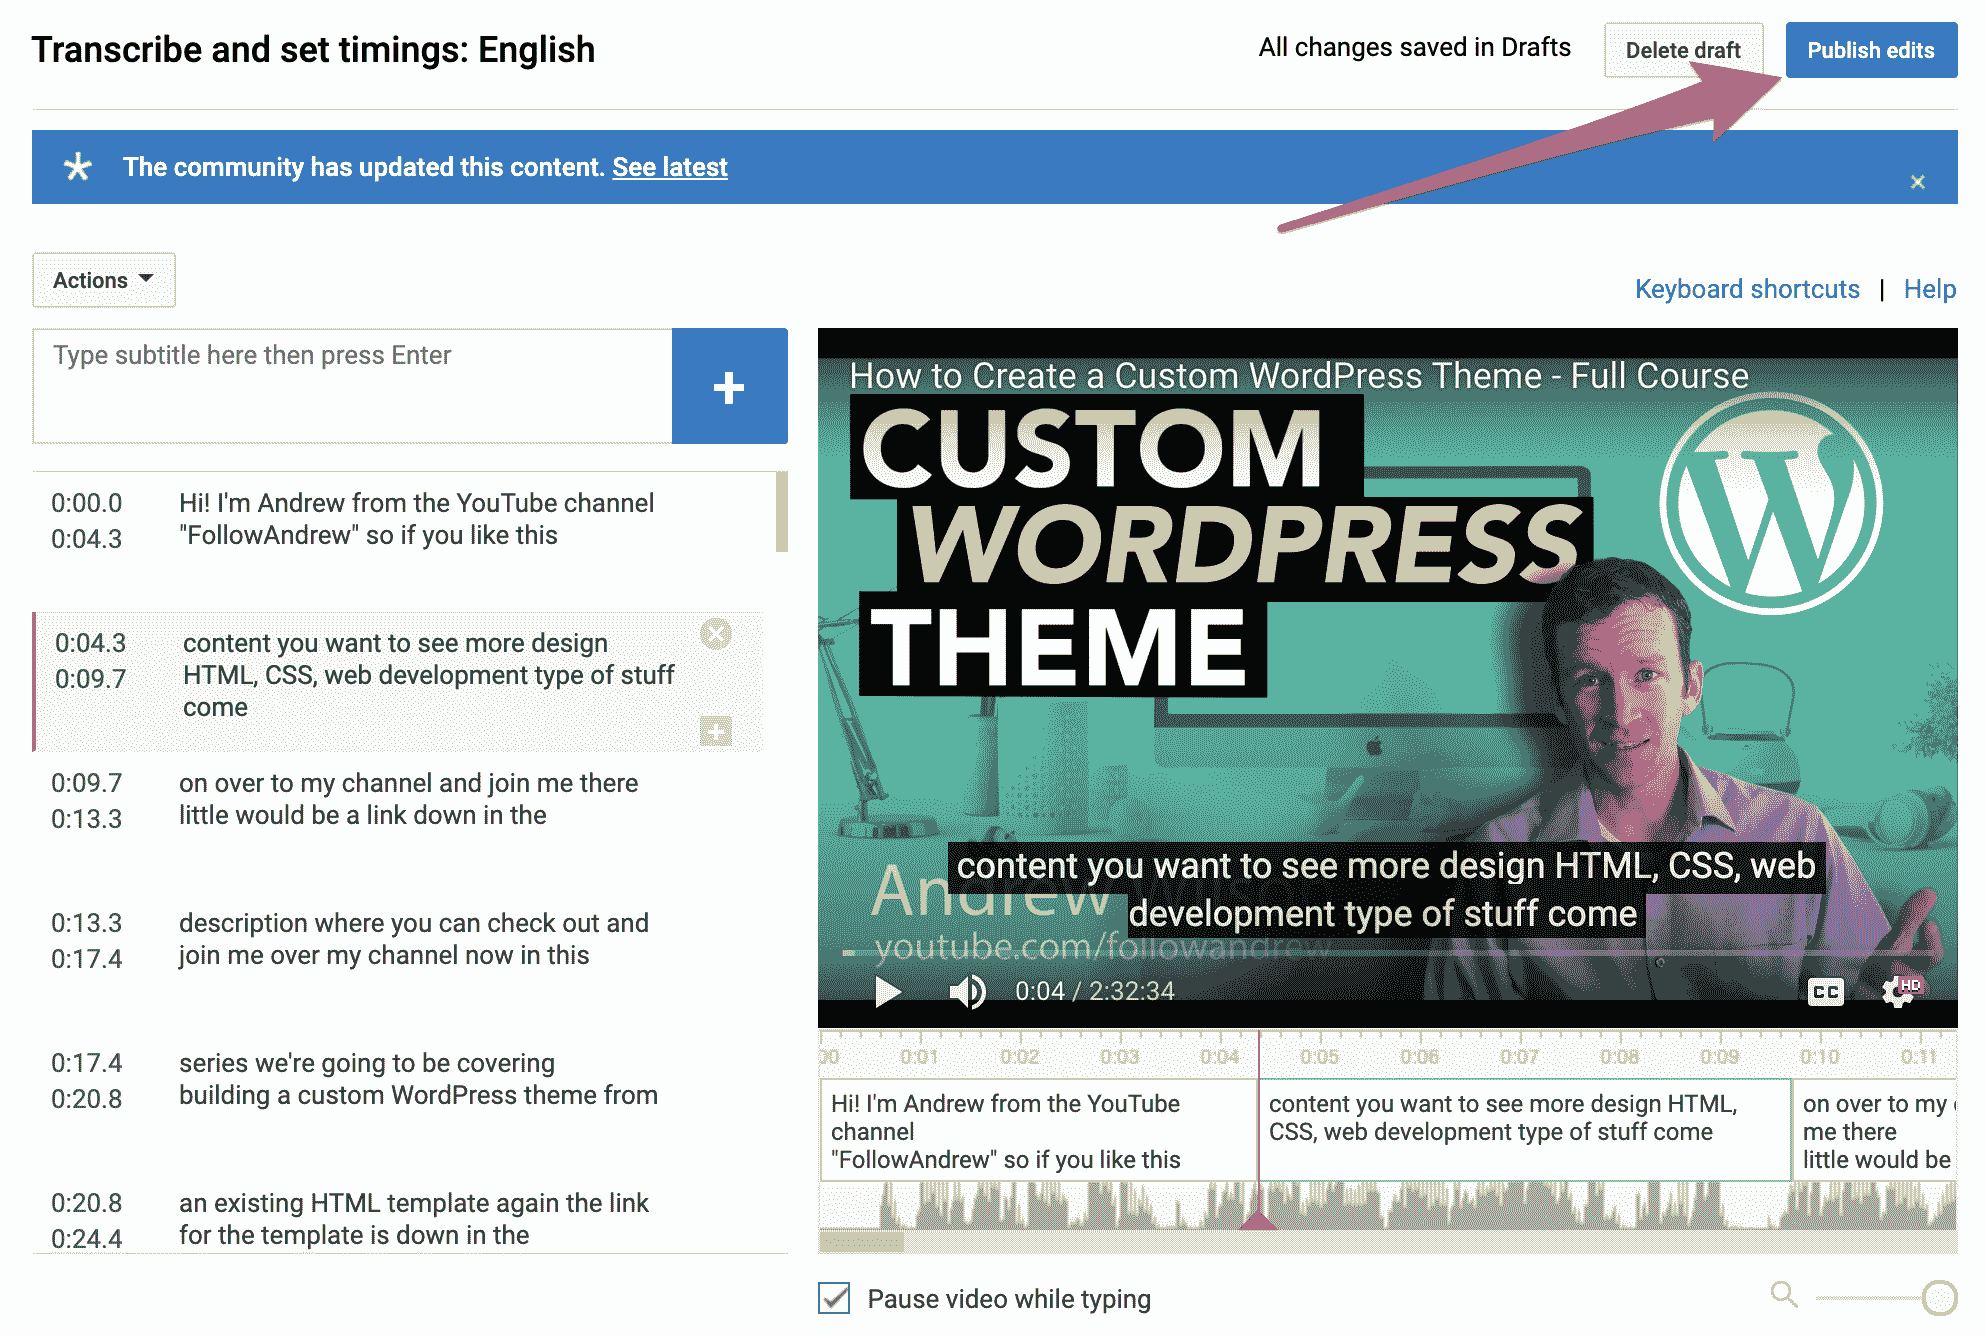 Transcribe and set timings: English
All changes saved in Drafts
Delete draft
Publish edits
The community has updated this content. See latest
Actions
Keyboard shortcuts | Help
Type subtitle here then press Enter
0:00.0
0:04.3
Hi! I'm Andrew from the YouTube channel
"FollowAndrew" so if you like this
0:04.3
0:09.7
content you want to see more design
HTML, CSS, web development type of stuff
come
0:09.7
0:13.3
on over to my channel and join me there
little would be a link down in the
0:13.3
0:17.4
description where you can check out and
join me over my channel now in this
0:17.4
0:20.8
series we're going to be covering
building a custom WordPress theme from
0:20.8
0:24.4
an existing HTML template again the link
for the template is down in the
How to Create a Custom WordPress Theme - Full Course
CUSTOM
WORDPRESS
THEME
content you want to see more design HTML, CSS, web
development type of stuff come
Andrew
youtube.com/followandrew
0:04 / 2:32:34
CC
HD
00 0:01 0:02 0:03 0:04 0:05 0:06 0:07 0:08 0:09 0:10 0:11
Hi! I'm Andrew from the YouTube
channel
"FollowAndrew" so if you like this
content you want to see more design HTML,
CSS, web development type of stuff come
on over to my
me there
little would be
Pause video while typing